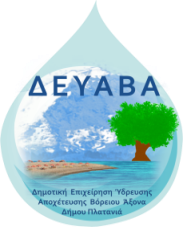 ΔΕΥΑΒΑ
Δημοτική Επιχείρηση Ύδρευσης
Αποχέτευσης Βόρειου Άξονα
Δήμου Πλατανιά